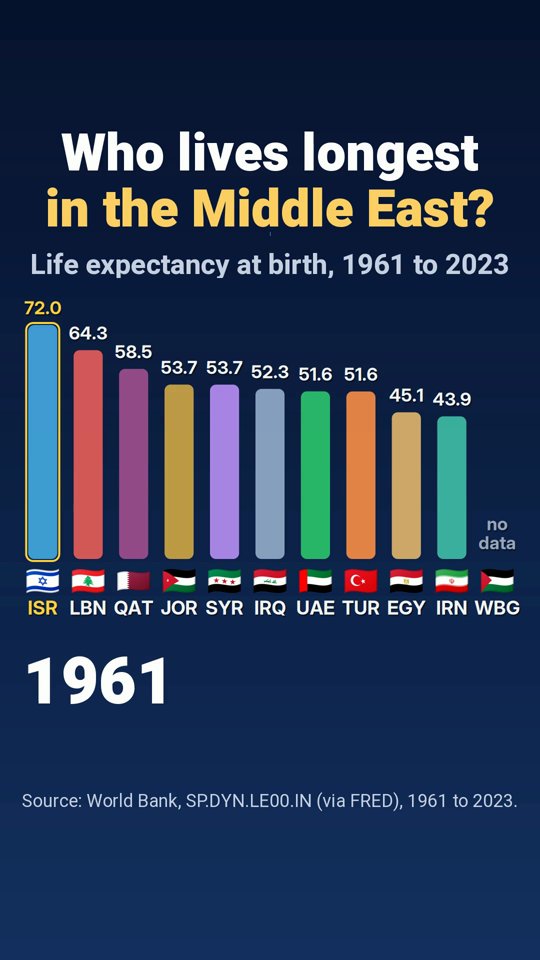 Who lives longest
in the Middle East?
Life expectancy at birth, 1961 to 2023
72.0
64.3
58.5
53.7 53.7 52.3 51.6 51.6
45.1 43.9
no
data
ISR LBN QAT JOR SYR IRQ UAE TUR EGY IRN WBG
1961
Source: World Bank, SP.DYN.LE00.IN (via FRED), 1961 to 2023.